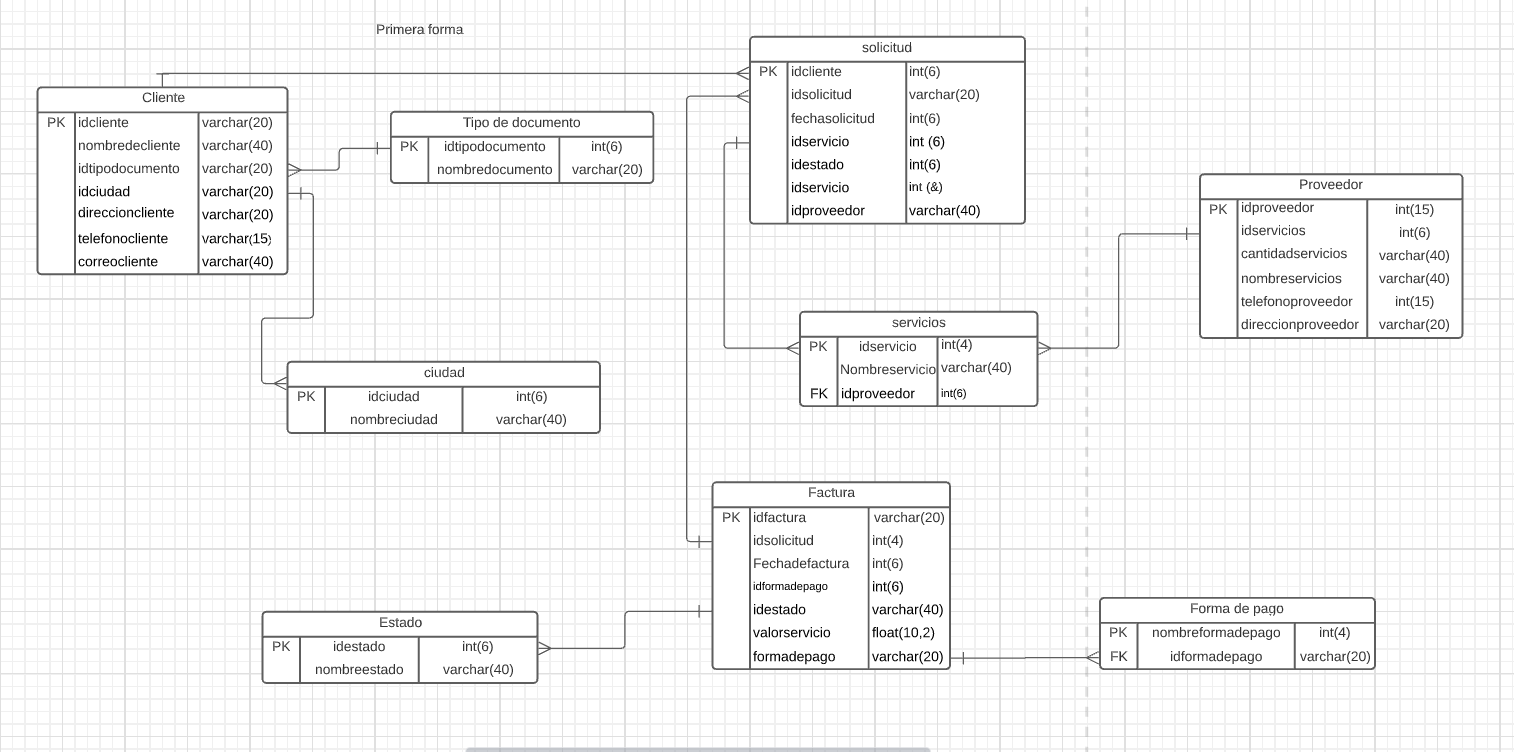 Primera forma
solicitud
PK idcliente int(6)
idsolicitud varchar(20)
fechasolicitud int(6)
idservicio int (6)
idestado int(6)
idservicio int (&)
idproveedor varchar(40)
Cliente
PK idcliente varchar(20)
nombredecliente varchar(40)
idtipodocumento varchar(20)
idciudad varchar(20)
direccioncliente varchar(20)
telefonocliente varchar(15)
correocliente varchar(40)
Tipo de documento
PK idtipodocumento int(6)
nombredocumento varchar(20)
Proveedor
PK idproveedor int(15)
idservicios int(6)
cantidadservicios varchar(40)
nombreservicios varchar(40)
telefonoproveedor int(15)
direccionproveedor varchar(20)
servicios
PK idservicio int(4)
Nombreservicio varchar(40)
FK idproveedor int(6)
ciudad
PK idciudad int(6)
nombreciudad varchar(40)
Factura
PK idfactura varchar(20)
idsolicitud int(4)
Fechadefactura int(6)
idformadepago int(6)
idestado varchar(40)
valorservicio float(10,2)
formadepago varchar(20)
Estado
PK idestado int(6)
nombreestado varchar(40)
Forma de pago
PK nombreformadepago int(4)
FK idformadepago varchar(20)